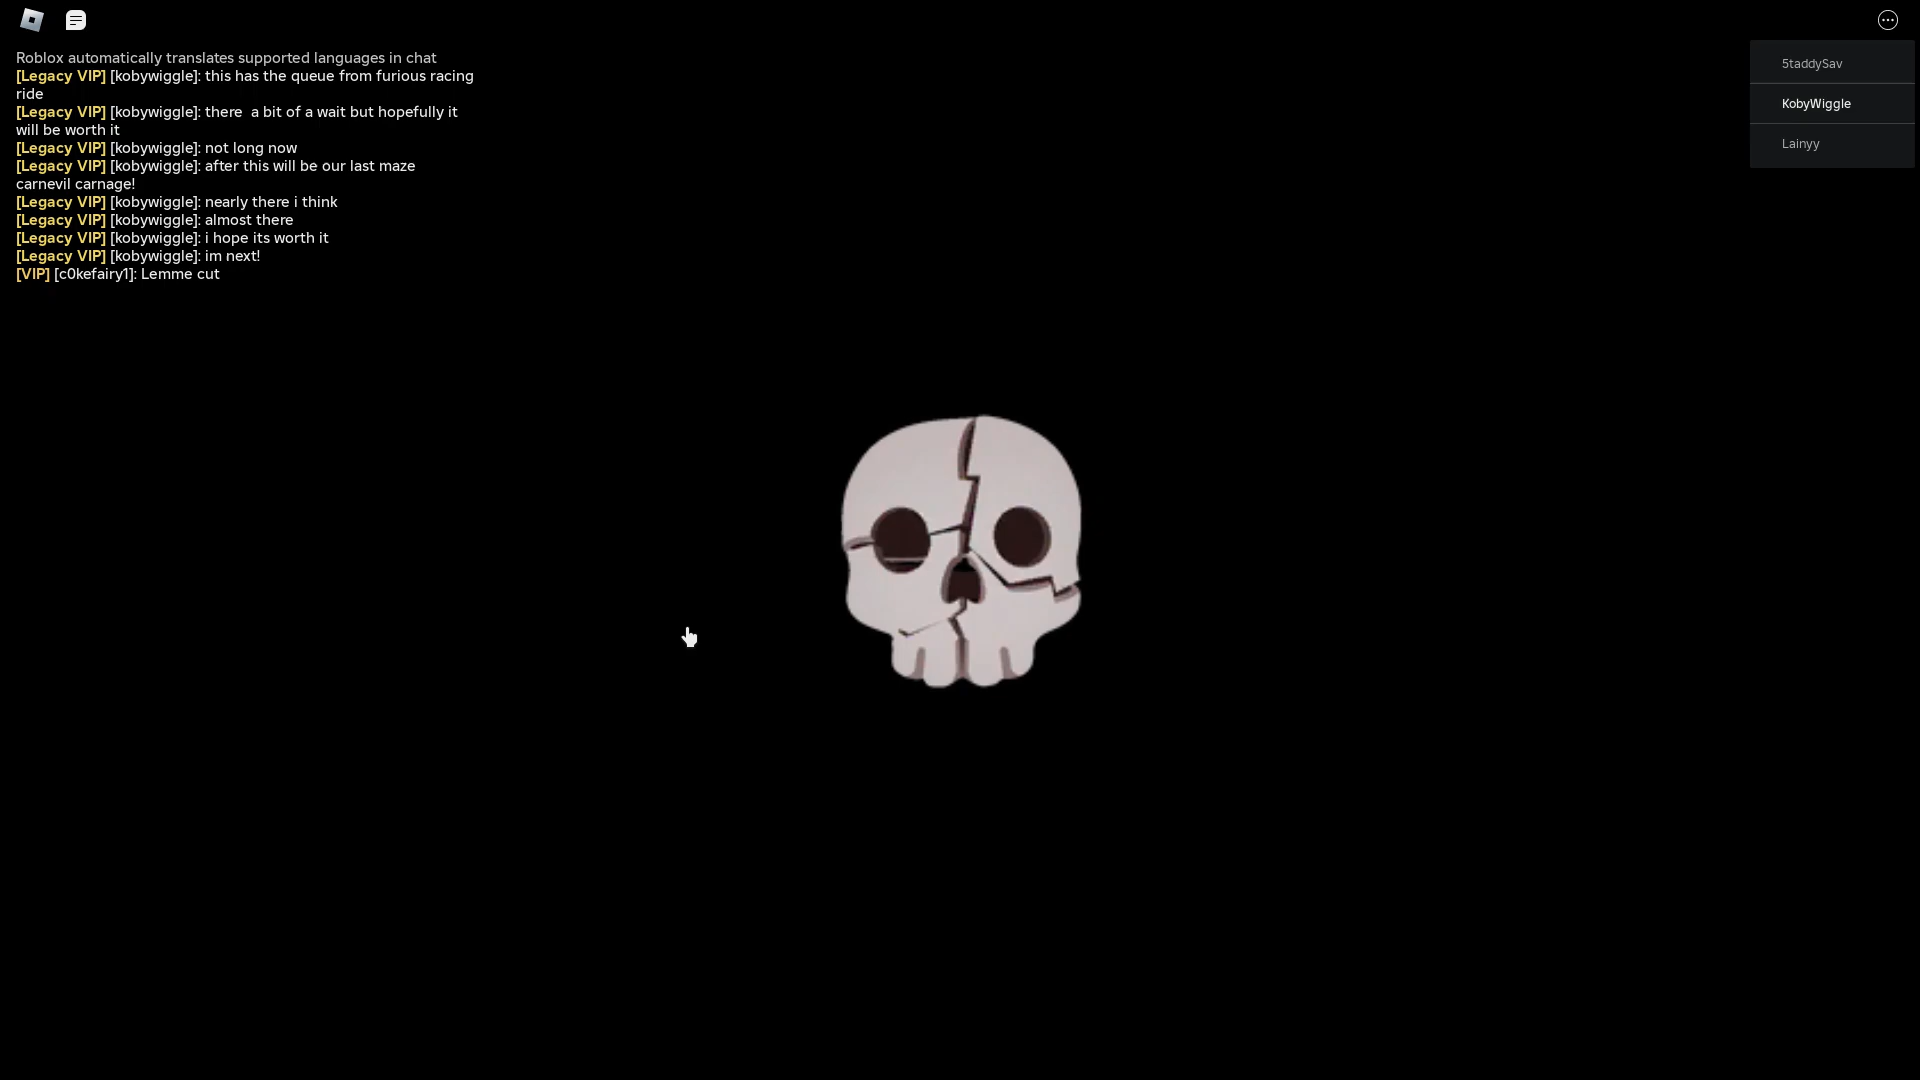 Roblox automatically translates supported languages in chat
[Legacy VIP] [kobywiggle]: this has the queue from furious racing
ride
[Legacy VIP] [kobywiggle]: there  a bit of a wait but hopefully it
will be worth it
[Legacy VIP] [kobywiggle]: not long now
[Legacy VIP] [kobywiggle]: after this will be our last maze
carnevil carnage!
[Legacy VIP] [kobywiggle]: nearly there i think
[Legacy VIP] [kobywiggle]: almost there
[Legacy VIP] [kobywiggle]: i hope its worth it
[Legacy VIP] [kobywiggle]: im next!
[VIP] [c0kefairy1]: Lemme cut
5taddySav
KobyWiggle
Lainyy